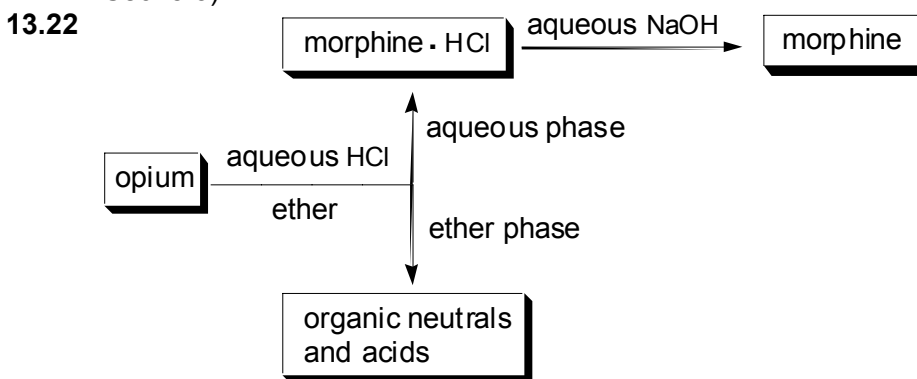 13.22
morphine · HCl
aqueous NaOH
morphine
aqueous phase
opium
aqueous HCl
ether
ether phase
organic neutrals
and acids